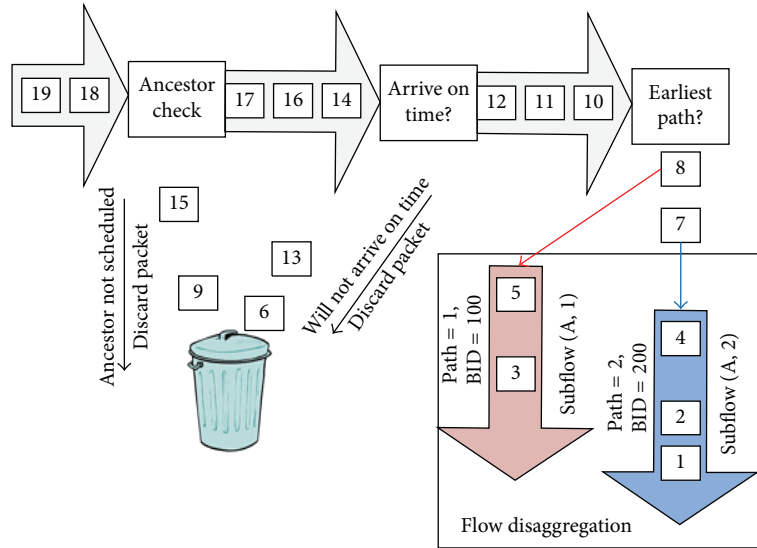 19 18
Ancestor
check
17 16 14
Arrive on
time?
12 11 10
Earliest
path?
8
7
15
13
9
6
Ancestor not scheduled
Discard packet
Will not arrive on time
Discard packet
Path = 1,
BID = 100
5
3
Subflow (A, 1)
Path = 2,
BID = 200
4
2
1
Subflow (A, 2)
Flow disaggregation